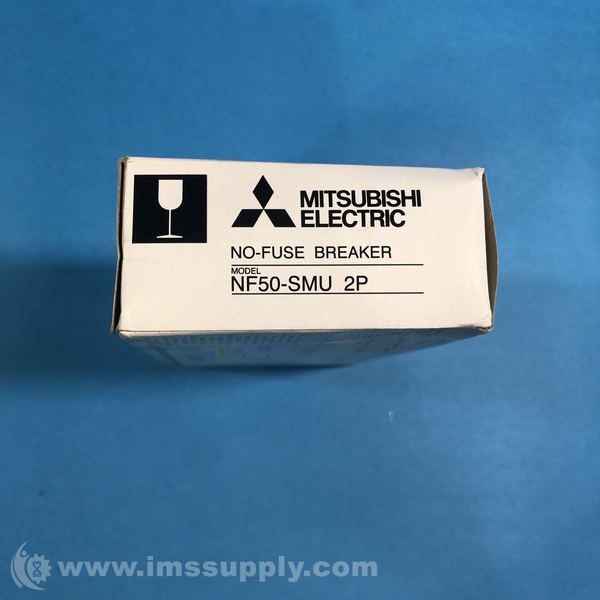 MITSUBISHI
ELECTRIC
NO-FUSE BREAKER
MODEL
NF50-SMU 2P
www.imssupply.com